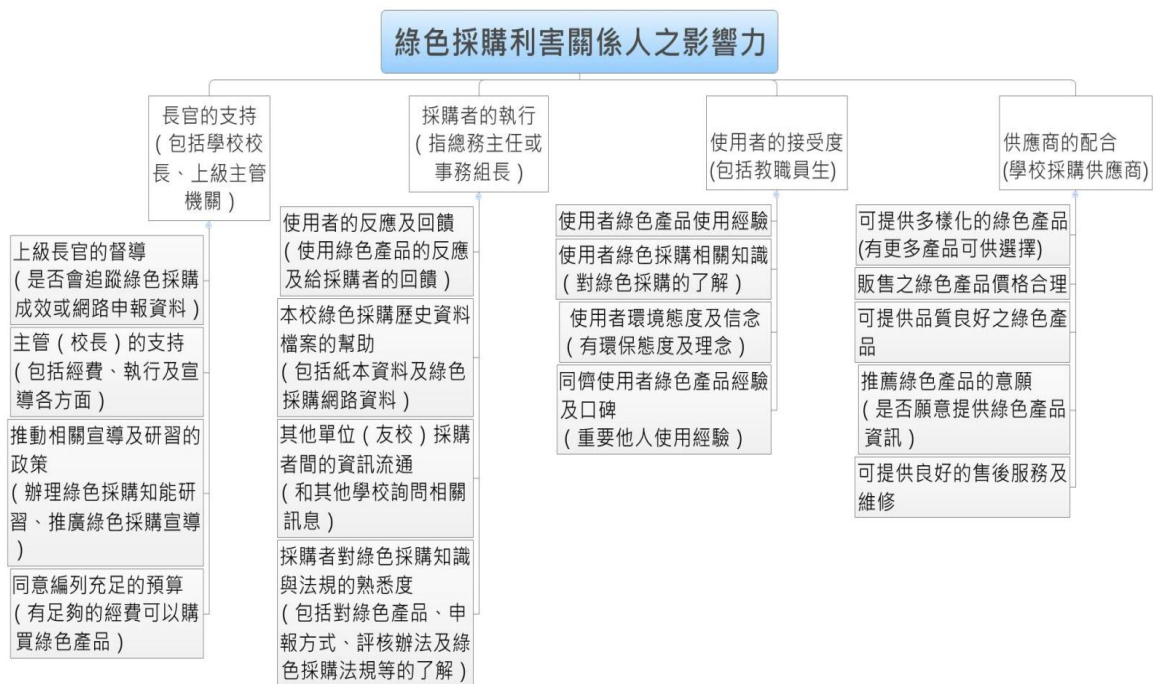 綠色採購利害關係人之影響力
長官的支持
(包括學校校
長、上級主管
機關)
上級長官的督導
(是否會追蹤綠色採購
成效或網路申報資料)
主管(校長)的支持
(包括經費、執行及宣
導各方面)
推動相關宣導及研習的
政策
(辦理綠色採購知能研
習、推廣綠色採購宣導
)
同意編列充足的預算
(有足夠的經費可以購
買綠色產品)
採購者的執行
(指總務主任或
事務組長)
使用者的反應及回饋
(使用綠色產品的反應
及給採購者的回饋)
本校綠色採購歷史資料
檔案的幫助
(包括紙本資料及綠色
採購網路資料)
其他單位(友校)採購
者間的資訊流通
(和其他學校詢問相關
訊息)
採購者對綠色採購知識
與法規的熟悉度
(包括對綠色產品、申
報方式、評核辦法及綠
色採購法規等的了解)
使用者的接受度
(包括教職員生)
使用者綠色產品使用經驗
使用者綠色採購相關知識
(對綠色採購的了解)
使用者環境態度及信念
(有環保態度及理念)
同儕使用者綠色產品經驗
及口碑
(重要他人使用經驗)
供應商的配合
(學校採購供應商)
可提供多樣化的綠色產品
(有更多產品可供選擇)
販售之綠色產品價格合理
可提供品質良好之綠色產
品
推薦綠色產品的意願
(是否願意提供綠色產品
資訊)
可提供良好的售後服務及
維修